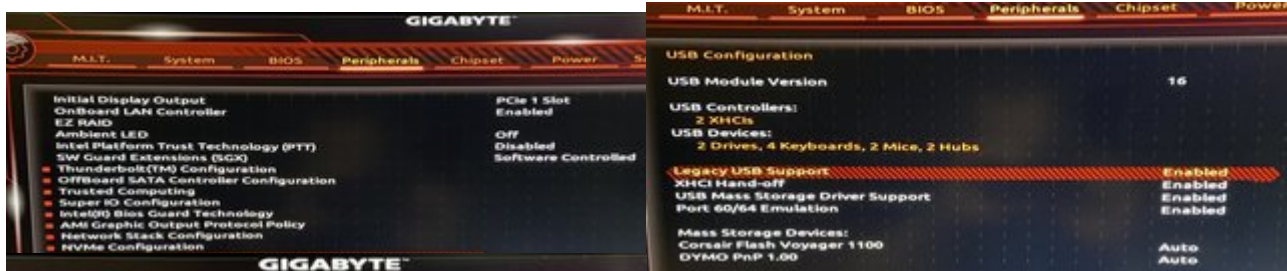 GIGABYTE™
M.I.T. System BIOS Peripherals Chipset Power
Initial Display Output PCIe 1 Slot
OnBoard LAN Controller Enabled
EZ RAID
Ambient LED Off
Intel Platform Trust Technology (PTT) Disabled
SW Guard Extensions (SGX) Software Controlled
Thunderbolt(TM) Configuration
OffBoard SATA Controller Configuration
Trusted Computing
Super IO Configuration
Intel(R) Bios Guard Technology
AMI Graphic Output Protocol Policy
Network Stack Configuration
NVMe Configuration
GIGABYTE™
M.I.T. System BIOS Peripherals Chipset Power
USB Configuration
USB Module Version 16
USB Controllers:
2 XHCIs
USB Devices:
2 Drives, 4 Keyboards, 2 Mice, 2 Hubs
Legacy USB Support Enabled
XHCI Hand-off Enabled
USB Mass Storage Driver Support Enabled
Port 60/64 Emulation Enabled
Mass Storage Devices:
Corsair Flash Voyager 1100 Auto
DYMO PnP 1.00 Auto